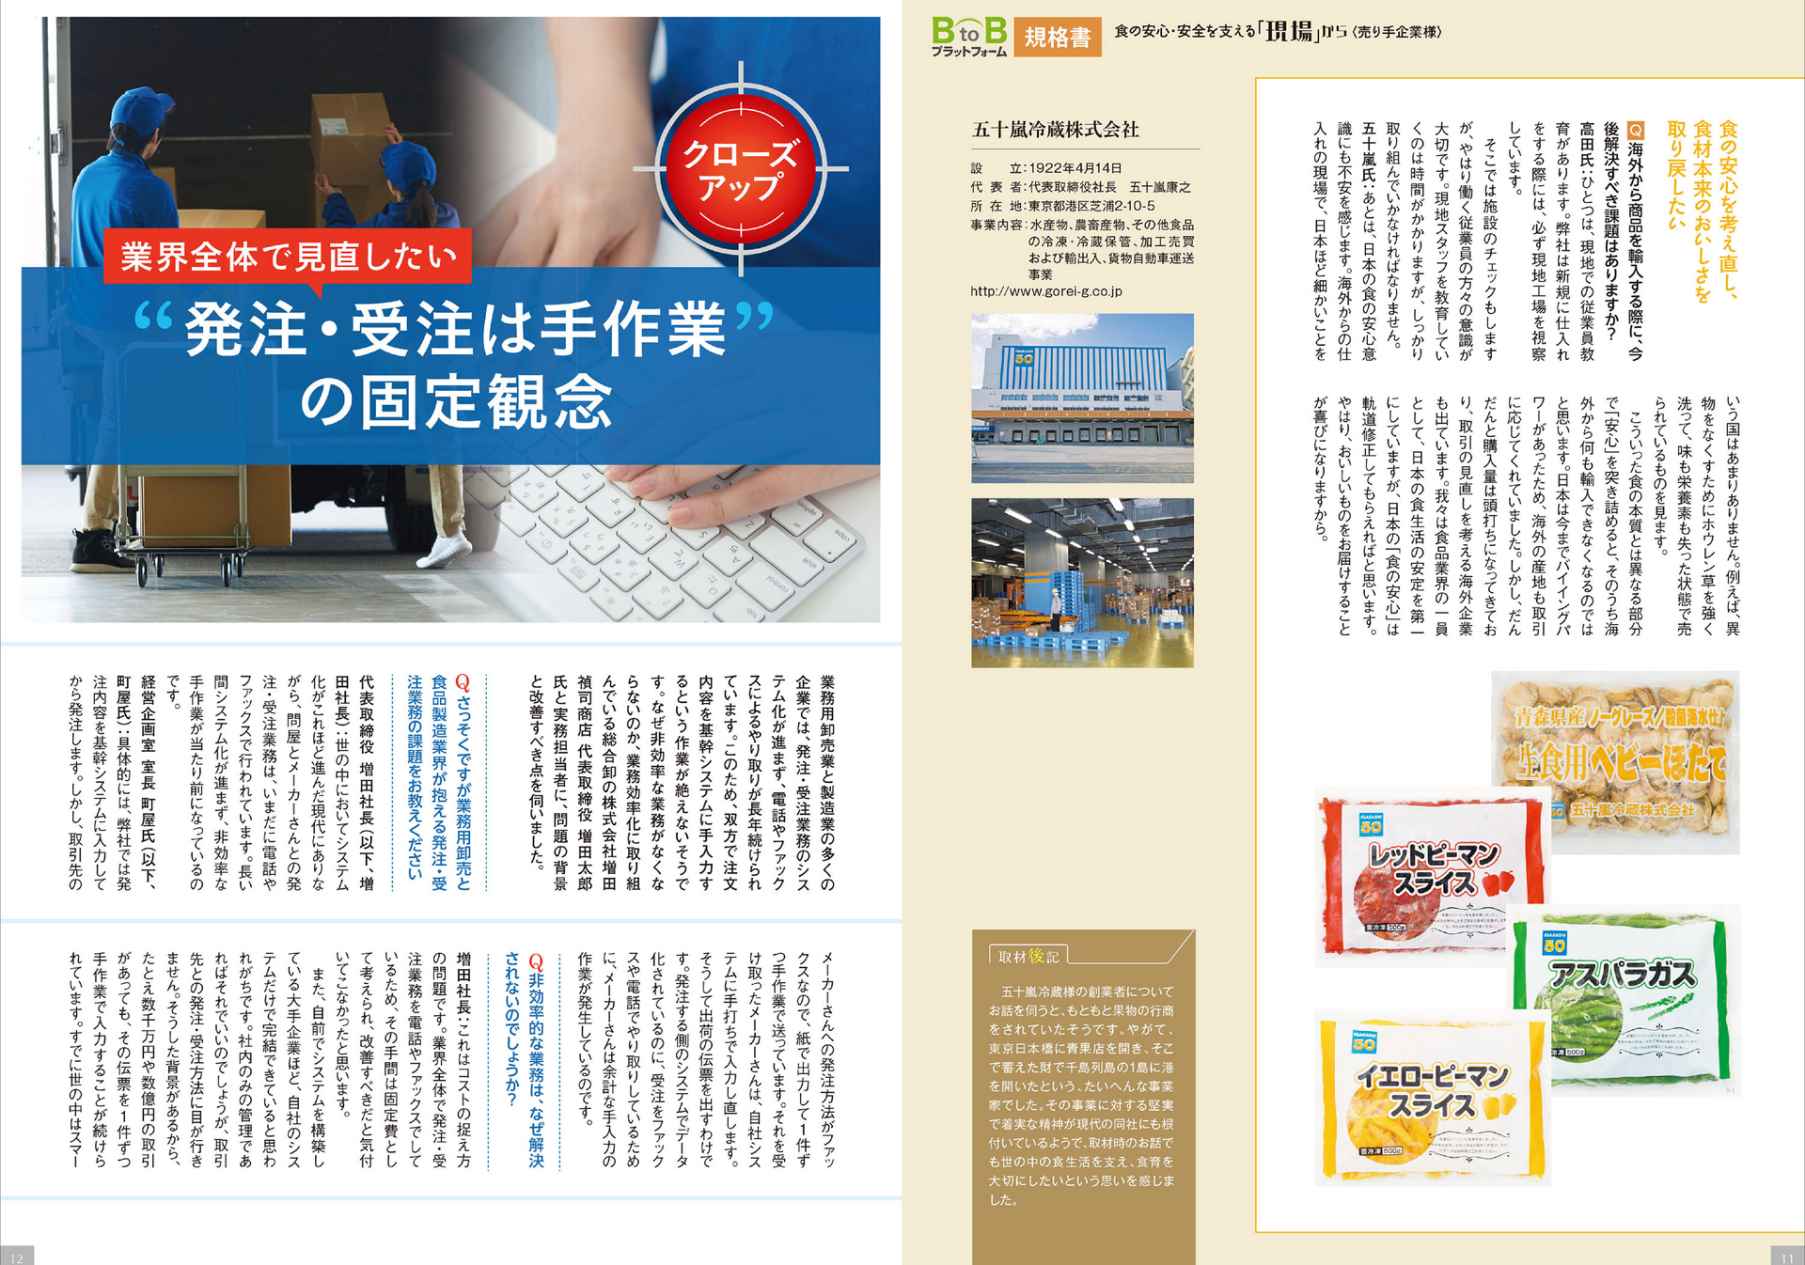 BtoB
プラットフォーム
規格書
食の安心・安全を支える「現場」から〈売り手企業様〉
食の安心を考え直し、
食材本来のおいしさを
取り戻したい
Q 海外から商品を輸入する際に、今
後解決すべき課題はありますか?
高田氏:ひとつは、現地での従業員教
育があります。弊社は新規に仕入れ
をする際には、必ず現地工場を視察
しています。
そこでは施設のチェックもします
が、やはり働く従業員の方々の意識が
大切です。現地スタッフを教育してい
くのは時間がかかりますが、しっかり
取り組んでいかなければなりません。
五十嵐氏:あとは、日本の食の安心意
識にも不安を感じます。海外からの仕
入れの現場で、日本ほど細かいことを
いう国はあまりありません。例えば、異
物をなくすためにホウレン草を強く
洗って、味も栄養素も失った状態で売
られているものを見ます。
こういった食の本質とは異なる部分
で「安心」を突き詰めると、そのうち海
外から何も輸入できなくなるのでは
と思います。日本は今までバイイングパ
ワーがあったため、海外の産地も取引
に応じてくれていました。しかし、だん
だんと購入量は頭打ちになってきてお
り、取引の見直しを考える海外企業
も出ています。我々は食品業界の一員
として、日本の食生活の安定を第一
にしていますが、日本の「食の安心」は
軌道修正してもらえればと思います。
やはり、おいしいものをお届けすること
が喜びになりますから。
五十嵐冷蔵株式会社
設 立:1922年4月14日
代表者:代表取締役社長 五十嵐康之
所在地:東京都港区芝浦2-10-5
事業内容:水産物、農畜産物、その他食品
の冷凍・冷蔵保管、加工売買
および輸出入、貨物自動車運送
事業
http://www.gorei-g.co.jp
50
青森県産 ノーグレーズ/殺菌海水仕上
生食用ベビーほたて
五十嵐冷蔵株式会社
50
レッドピーマン
スライス
冷凍 500g
50
アスパラガス
冷凍 500g
50
イエローピーマン
スライス
冷凍 500g
取材後記
五十嵐冷蔵様の創業者について
お話を伺うと、もともと果物の行商
をされていたそうです。やがて、
東京日本橋に青果店を開き、そこ
で蓄えた財で千島列島の1島に港
を開いたという、たいへんな事業
家でした。その事業に対する堅実
で着実な精神が現代の同社にも根
付いているようで、取材時のお話で
も世の中の食生活を支え、食育を
大切にしたいという思いを感じま
した。
11
クローズ
アップ
業界全体で見直したい
“発注・受注は手作業”
の固定観念
業務用卸売業と製造業の多くの
企業では、発注・受注業務のシス
テム化が進まず、電話やファック
スによるやり取りが長年続けられ
ています。このため、双方で注文
内容を基幹システムに手入力す
るという作業が絶えないそうで
す。なぜ非効率な業務がなくな
らないのか、業務効率化に取り組
んでいる総合卸の株式会社増田
禎司商店 代表取締役 増田太郎
氏と実務担当者に、問題の背景
と改善すべき点を伺いました。
Q さっそくですが業務用卸売と
食品製造業界が抱える発注・受
注業務の課題をお教えください
代表取締役 増田社長(以下、増
田社長):世の中においてシステム
化がこれほど進んだ現代にありな
がら、問屋とメーカーさんとの発
注・受注業務は、いまだに電話や
ファックスで行われています。長い
間システム化が進まず、非効率な
手作業が当たり前になっているの
です。
経営企画室 室長 町屋氏(以下、
町屋氏):具体的には、弊社では発
注内容を基幹システムに入力して
から発注します。しかし、取引先の
メーカーさんへの発注方法がファッ
クスなので、紙で出力して1件ず
つ手作業で送っています。それを受
け取ったメーカーさんは、自社シス
テムに手打ちで入力し直します。
そうして出荷の伝票を出すわけで
す。発注する側のシステムでデータ
化されているのに、受注をファック
スや電話でやり取りしているため
に、メーカーさんは余計な手入力の
作業が発生しているのです。
Q 非効率的な業務は、なぜ解決
されないのでしょうか?
増田社長:これはコストの捉え方
の問題です。業界全体で発注・受
注業務を電話やファックスでして
いるため、その手間は固定費とし
て考えられ、改善すべきだと気付
いてこなかったと思います。
また、自前でシステムを構築し
ている大手企業ほど、自社のシス
テムだけで完結できていると思わ
れがちです。社内のみの管理であ
ればそれでいいのでしょうが、取引
先との発注・受注方法に目が行き
ません。そうした背景があるから、
たとえ数千万円や数億円の取引
があっても、その伝票を1件ずつ
手作業で入力することが続けら
れています。すでに世の中はスマー
12